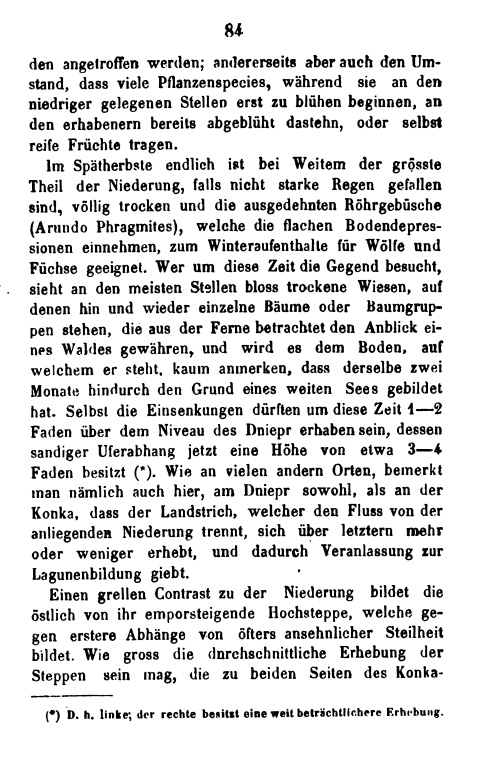 84
den angetroffen werden; andererseits aber auch den Um-
stand, dass viele Pflanzenspecies, während sie an den
niedriger gelegenen Stellen erst zu blühen beginnen, an
den erhabenern bereits abgeblüht dastehn, oder selbst
reife Früchte tragen.
Im Spätherbste endlich ist bei Weitem der grösste
Theil der Niederung, falls nicht starke Regen gefallen
sind, völlig trocken und die ausgedehnten Röhrgebüsche
(Arundo Phragmites), welche die flachen Bodendepres-
sionen einnehmen, zum Winteraufenthalte für Wölfe und
Füchse geeignet. Wer um diese Zeit die Gegend besucht,
sieht an den meisten Stellen bloss trockene Wiesen, auf
denen hin und wieder einzelne Bäume oder Baumgrup-
pen stehen, die aus der Ferne betrachtet den Anblick ei-
nes Waldes gewähren, und wird es dem Boden, auf
welchem er steht, kaum anmerken, dass derselbe zwei
Monate hindurch den Grund eines weiten Sees gebildet
hat. Selbst die Einsenkungen dürften um diese Zeit 1—2
Faden über dem Niveau des Dniepr erhaben sein, dessen
sandiger Uferabhang jetzt eine Höhe von etwa 3—4
Faden besitzt (*). Wie an vielen andern Orten, bemerkt
man nämlich auch hier, am Dniepr sowohl, als an der
Konka, dass der Landstrich, welcher den Fluss von der
anliegenden Niederung trennt, sich über letztern mehr
oder weniger erhebt, und dadurch Veranlassung zur
Lagunenbildung giebt.
Einen grellen Contrast zu der Niederung bildet die
östlich von ihr emporsteigende Hochsteppe, welche ge-
gen erstere Abhänge von öfters ansehnlicher Steilheit
bildet. Wie gross die dnrchschnittliche Erhebung der
Steppen sein mag, die zu beiden Seiten des Konka-
(*) D. h. linke; der rechte besitzt eine weit beträchtlichere Erhebung.